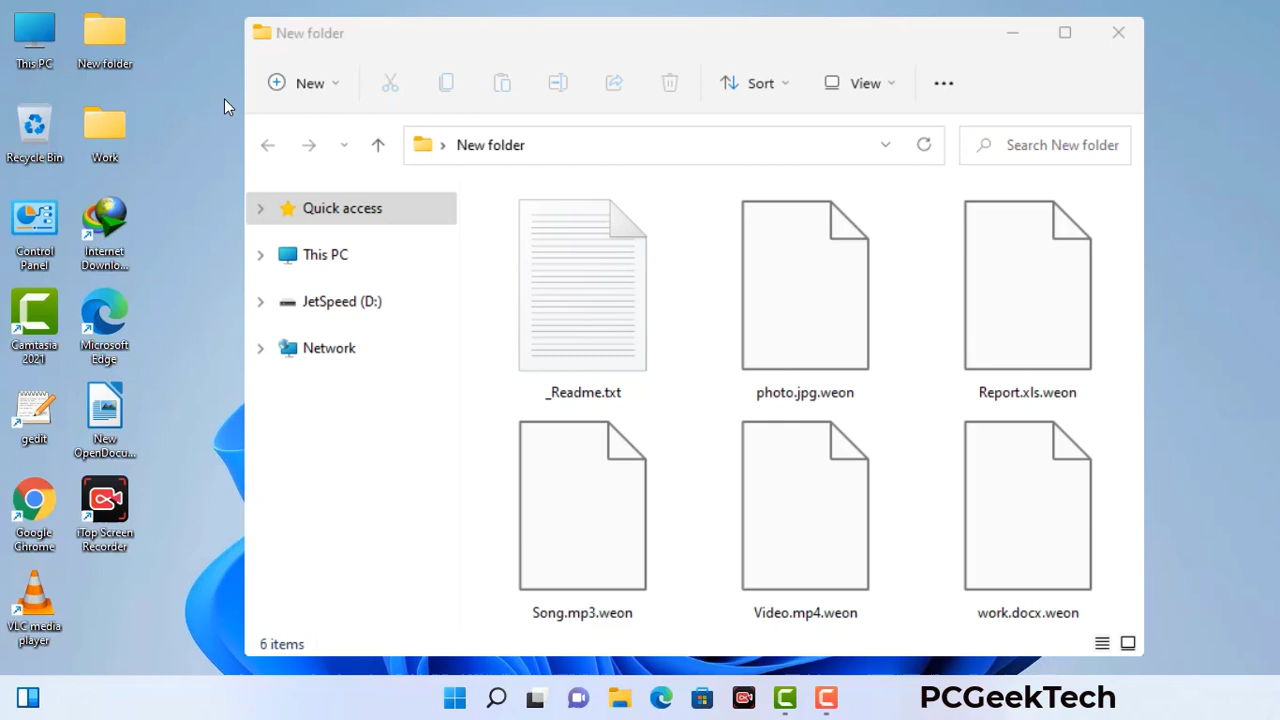 This PC
New folder
Recycle Bin
Work
Control
Panel
Internet
Downlo...
Camtasia
2021
Microsoft
Edge
gedit
New
OpenDocu...
Google
Chrome
iTop Screen
Recorder
VLC media
player
New folder
New
Sort
View
New folder
Search New folder
Quick access
This PC
JetSpeed (D:)
Network
_Readme.txt
photo.jpg.weon
Report.xls.weon
Song.mp3.weon
Video.mp4.weon
work.docx.weon
6 items
PCGeekTech